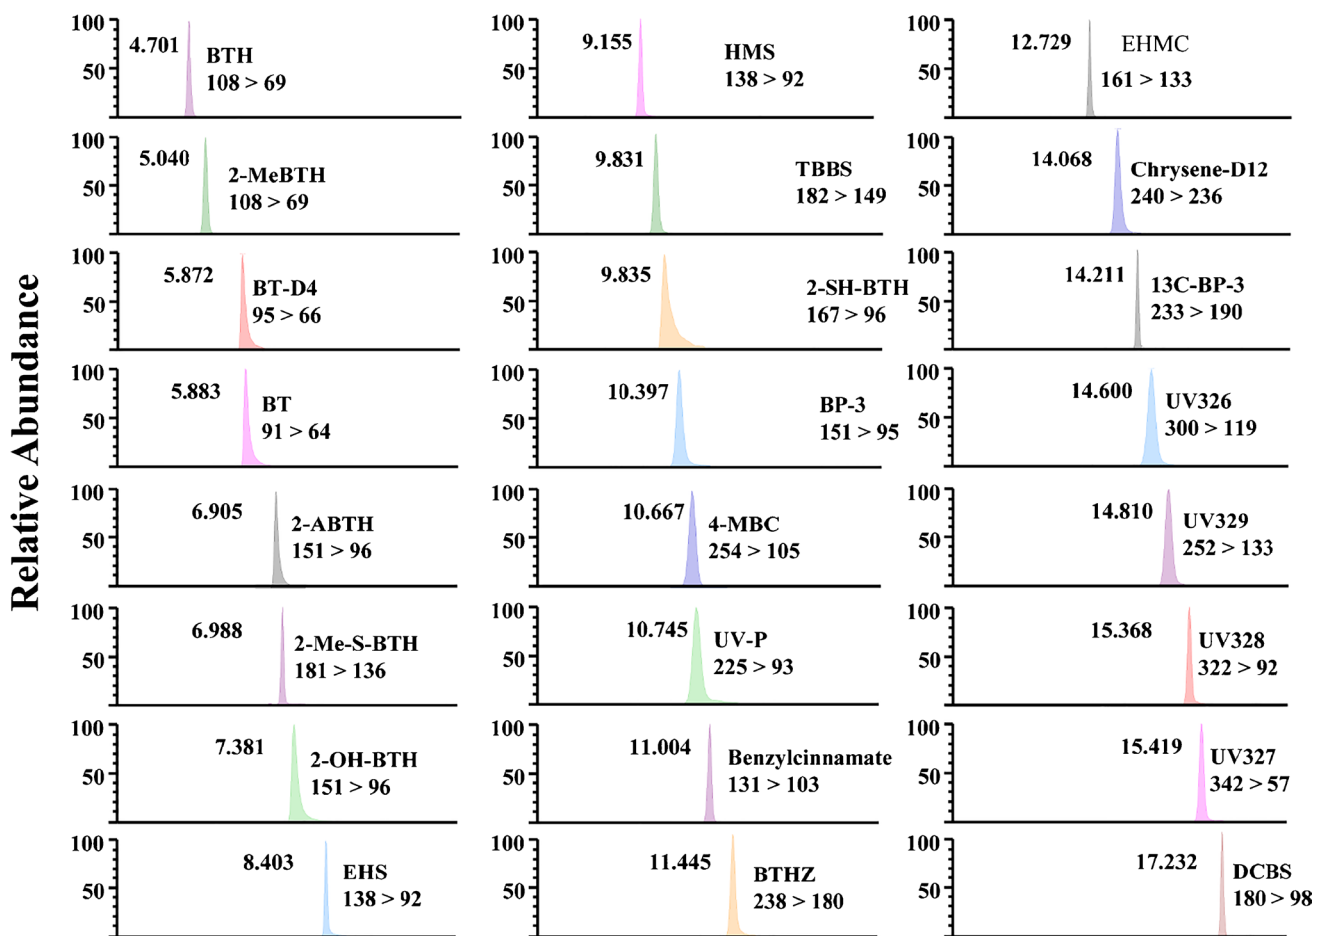 Relative Abundance
100
50
4.701
BTH
108 > 69
100
50
5.040
2-MeBTH
108 > 69
100
50
5.872
BT-D4
95 > 66
100
50
5.883
BT
91 > 64
100
50
6.905
2-ABTH
151 > 96
100
50
6.988
2-Me-S-BTH
181 > 136
100
50
7.381
2-OH-BTH
151 > 96
100
50
8.403
EHS
138 > 92
100
50
9.155
HMS
138 > 92
100
50
9.831
TBBS
182 > 149
100
50
9.835
2-SH-BTH
167 > 96
100
50
10.397
BP-3
151 > 95
100
50
10.667
4-MBC
254 > 105
100
50
10.745
UV-P
225 > 93
100
50
11.004
Benzylcinnamate
131 > 103
100
50
11.445
BTHZ
238 > 180
100
50
12.729
EHMC
161 > 133
100
50
14.068
Chrysene-D12
240 > 236
100
50
14.211
13C-BP-3
233 > 190
100
50
14.600
UV326
300 > 119
100
50
14.810
UV329
252 > 133
100
50
15.368
UV328
322 > 92
100
50
15.419
UV327
342 > 57
100
50
17.232
DCBS
180 > 98